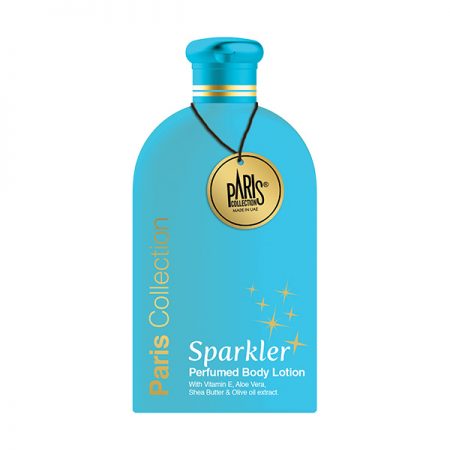 PARIS®
COLLECTION
MADE IN UAE
Paris Collection
Sparkler
Perfumed Body Lotion
With Vitamin E, Aloe Vera,
Shea Butter & Olive oil extract.